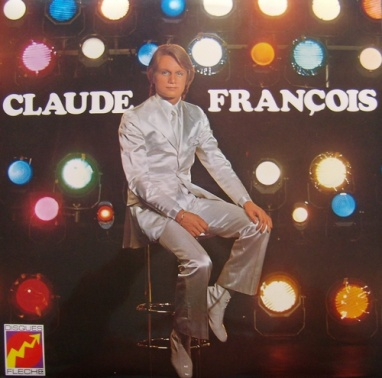 CLAUDE FRANÇOIS
DISQUES
FLECHE